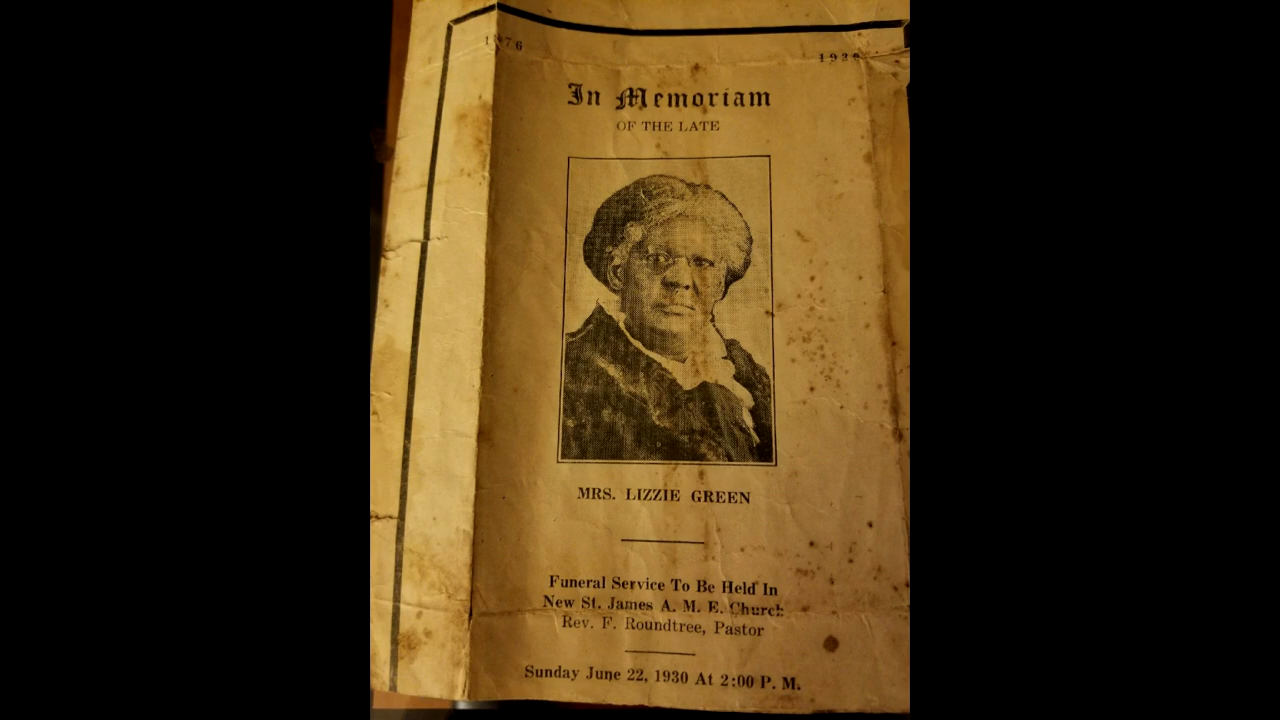 1876
1930
In Memoriam
OF THE LATE
MRS. LIZZIE GREEN
Funeral Service To Be Held In
New St. James A. M. E. Church
Rev. F. Roundtree, Pastor
Sunday June 22, 1930 At 2:00 P. M.